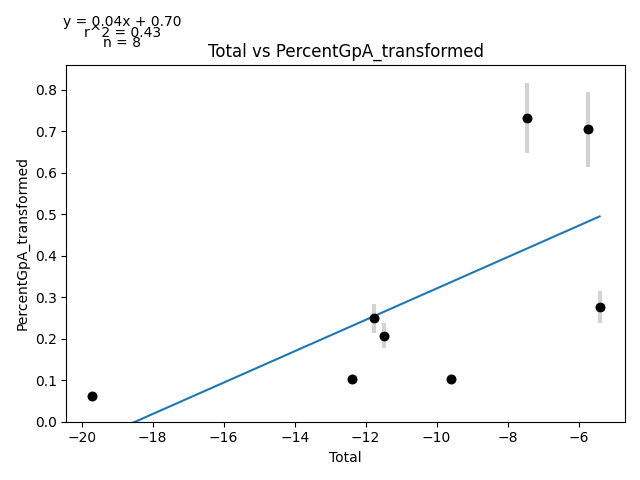 y = 0.04x + 0.70
r^2 = 0.43
n = 8
Total vs PercentGpA_transformed
PercentGpA_transformed
0.8
0.7
0.6
0.5
0.4
0.3
0.2
0.1
0.0
−20 −18 −16 −14 −12 −10 −8 −6
Total